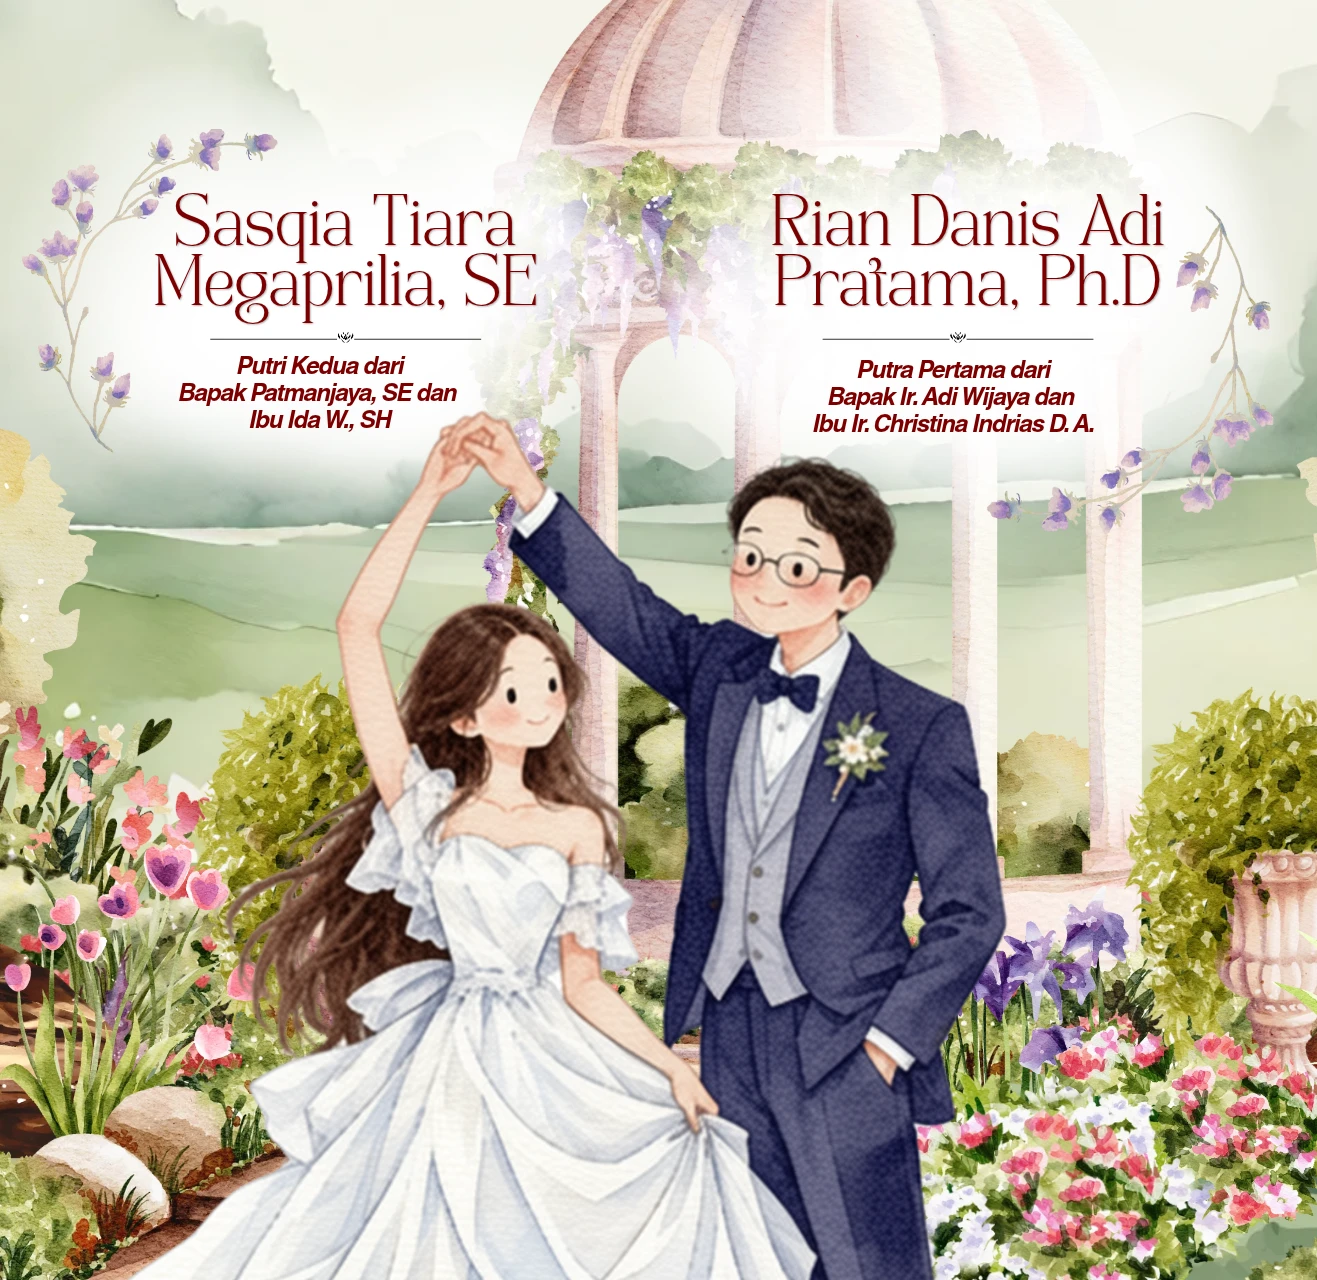 Sasqia Tiara
Megaprilia, SE
Putri Kedua dari
Bapak Patmanjaya, SE dan
Ibu Ida W., SH
Rian Danis Adi
Pratama, Ph.D
Putra Pertama dari
Bapak Ir. Adi Wijaya dan
Ibu Ir. Christina Indrias D. A.